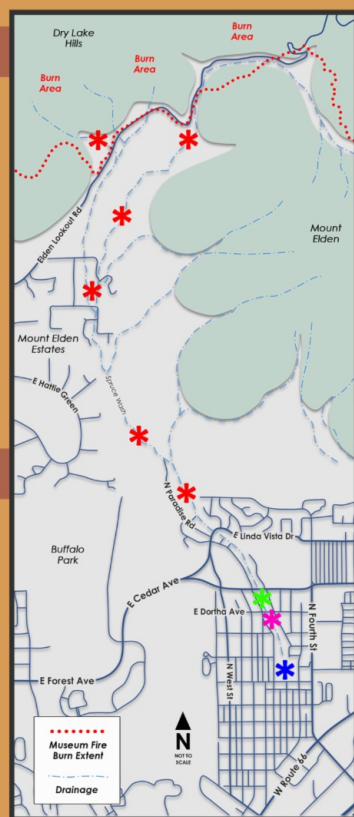 Dry Lake
Hills
Burn
Area
Burn
Area
Burn
Area
Elden Lookout Rd
Mount
Elden
Mount Elden
Estates
E Hattie Green
Spruce Wash
N Paradise Rd
E Linda Vista Dr
Buffalo
Park
E Cedar Ave
E Dortha Ave
N Fourth St
N West St
E Forest Ave
W Route 66
Museum Fire
Burn Extent
Drainage
N
NOT TO
SCALE